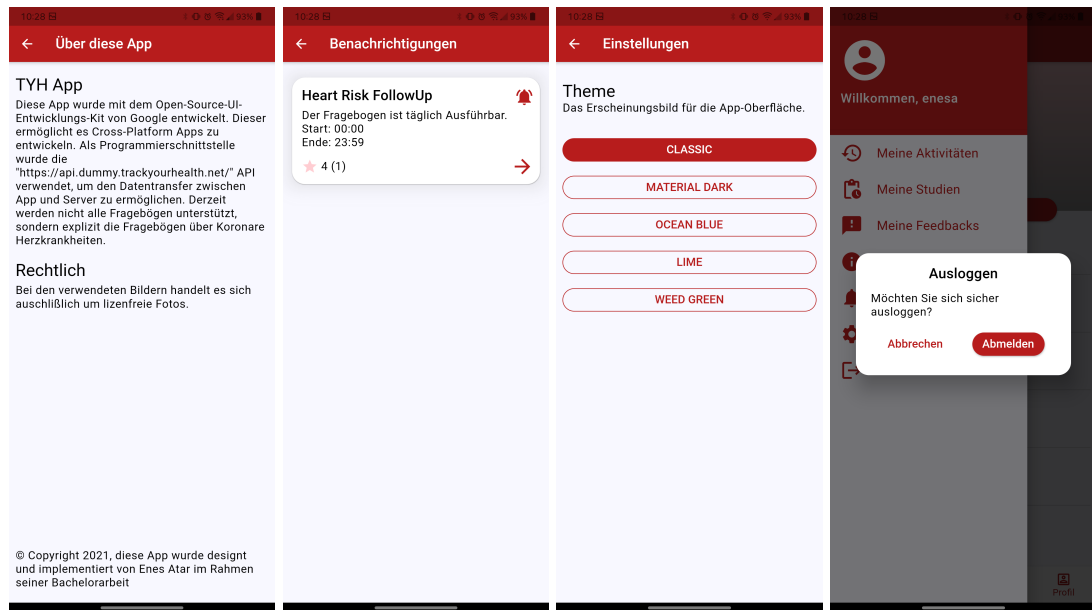 10:28
93%
Über diese App
TYH App
Diese App wurde mit dem Open-Source-UI-
Entwicklungs-Kit von Google entwickelt. Dieser
ermöglicht es Cross-Platform Apps zu
entwickeln. Als Programmierschnittstelle
wurde die
"https://api.dummy.trackyourhealth.net/" API
verwendet, um den Datentransfer zwischen
App und Server zu ermöglichen. Derzeit
werden nicht alle Fragebögen unterstützt,
sondern explizit die Fragebögen über Koronare
Herzkrankheiten.
Rechtlich
Bei den verwendeten Bildern handelt es sich
auschlißlich um lizenfreie Fotos.
© Copyright 2021, diese App wurde designt
und implementiert von Enes Atar im Rahmen
seiner Bachelorarbeit
10:28
93%
Benachrichtigungen
Heart Risk FollowUp
Der Fragebogen ist täglich Ausführbar.
Start: 00:00
Ende: 23:59
4 (1)
10:28
93%
Einstellungen
Theme
Das Erscheinungsbild für die App-Oberfläche.
CLASSIC
MATERIAL DARK
OCEAN BLUE
LIME
WEED GREEN
10:28
93%
Willkommen, enesa
Meine Aktivitäten
Meine Studien
Meine Feedbacks
Ausloggen
Möchten Sie sich sicher
ausloggen?
Abbrechen
Abmelden
Profil